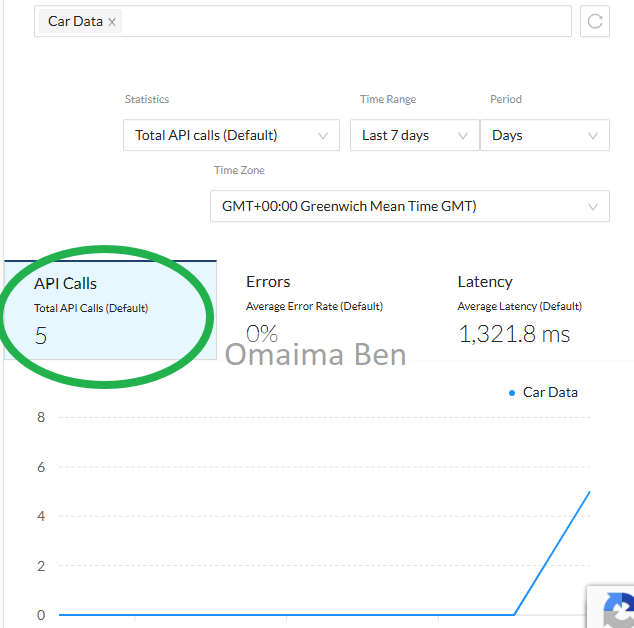 Car Data ×
Statistics
Time Range
Period
Total API calls (Default)
Last 7 days
Days
Time Zone
GMT+00:00 Greenwich Mean Time GMT)
API Calls
Errors
Latency
Total API Calls (Default)
Average Error Rate (Default)
Average Latency (Default)
5
0%
1,321.8 ms
Omaima Ben
Car Data
8
6
4
2
0